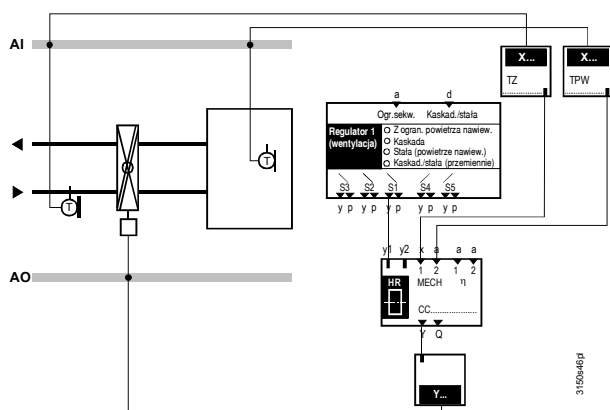 AI
X...
X...
TZ
TPW
a d
Ogr.sekw. Kaskad./stała
Regulator 1
(wentylacja)
Z ogran. powietrza nawiew.
Kaskada
Stała (powietrze nawiew.)
Kaskad./stała (przemiennie)
T
T
S3 S2 S1 S4 S5
y p y p y p y p y p
y1 y2 x a a a
1 2 1 2
HR
MECH η
CC
AO
Y Q
Y...
3150s46pl